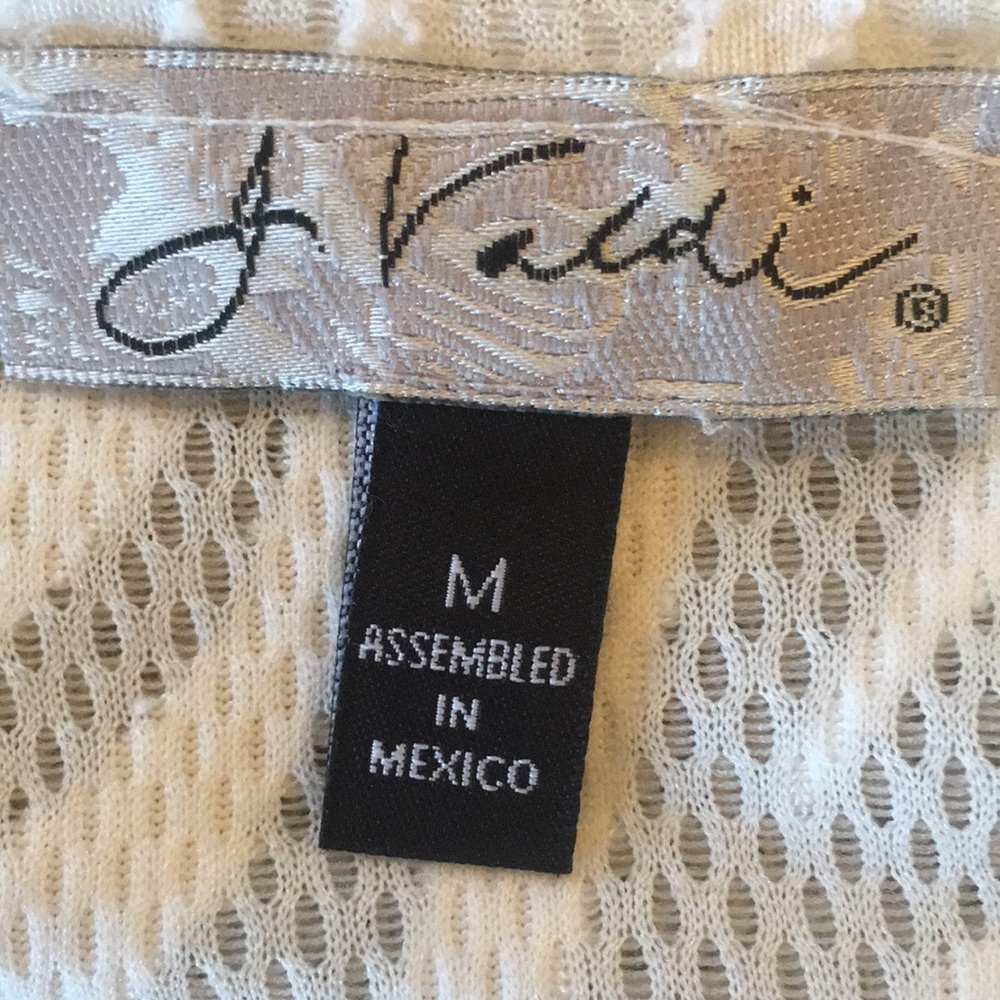 J Valdi ®
M
ASSEMBLED
IN
MEXICO